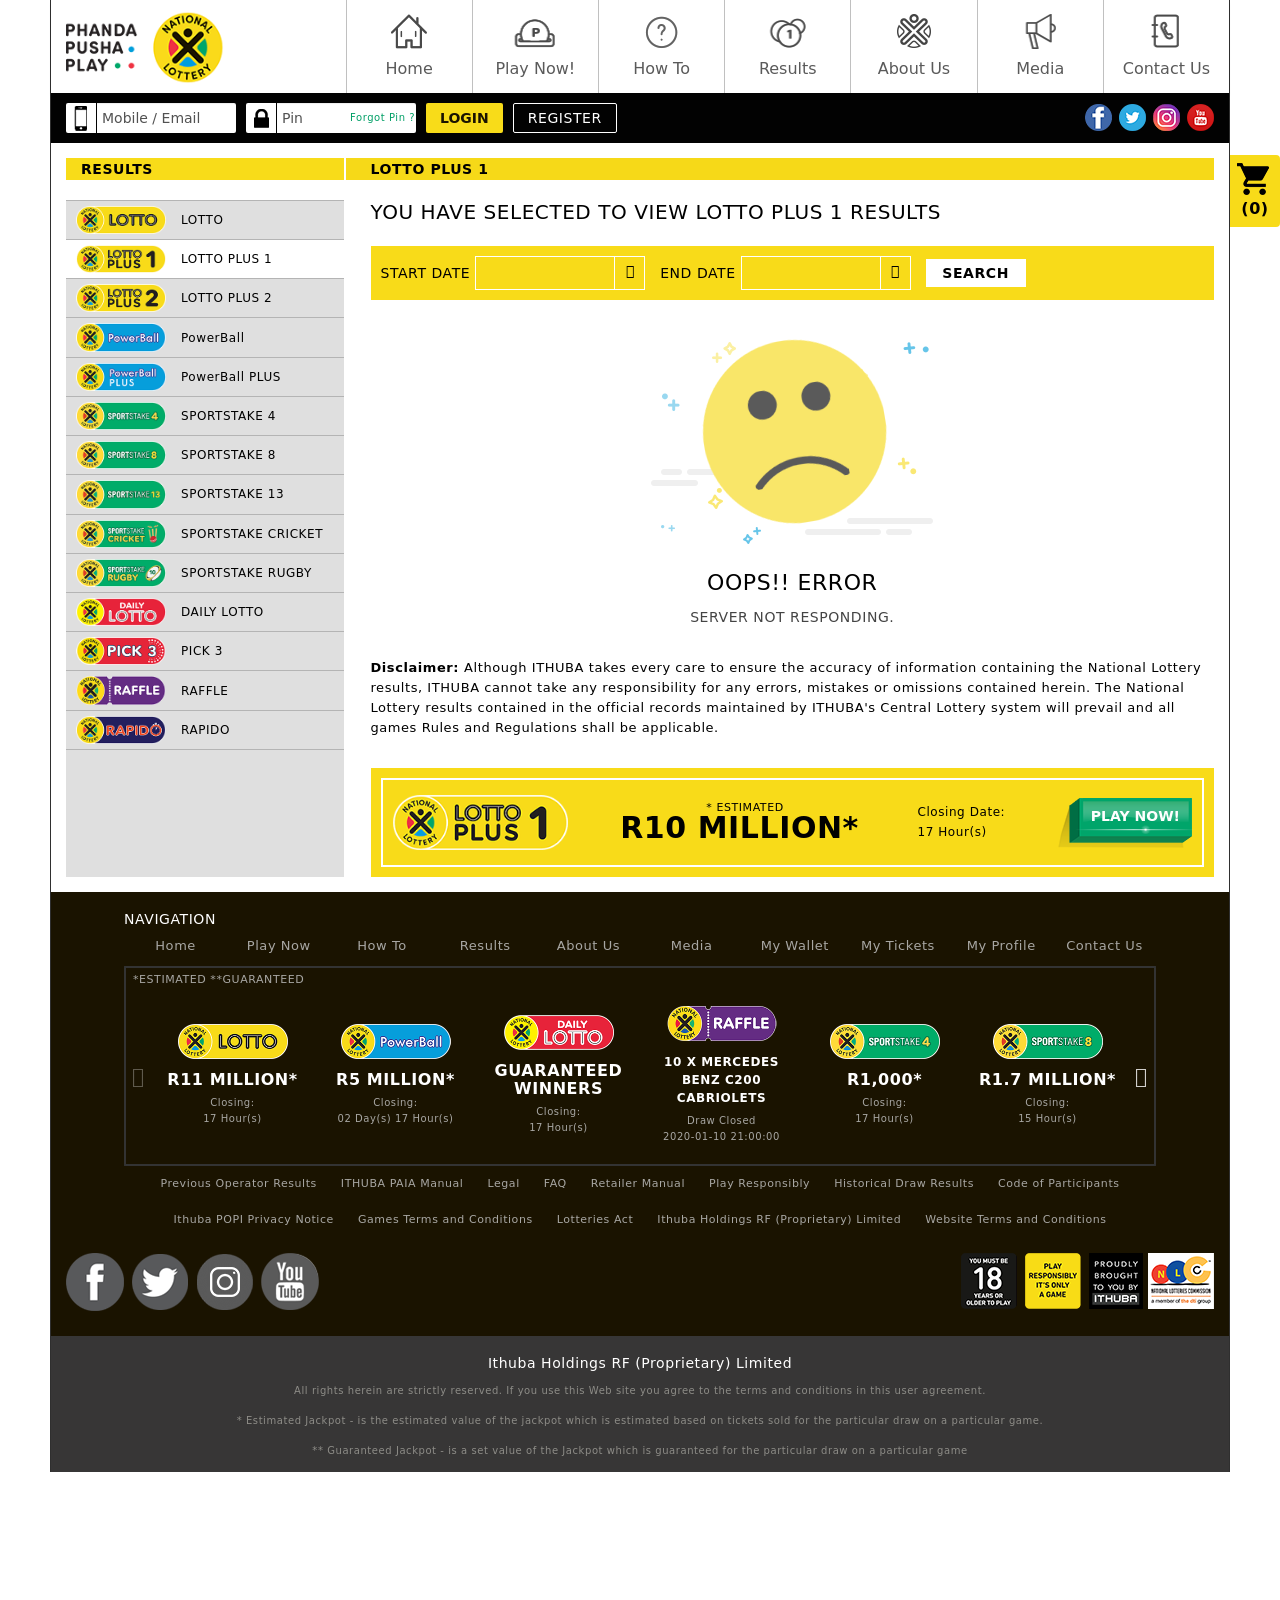 PHANDA
PUSHA
PLAY
NATIONAL
LOTTERY
Home
Play Now!
How To
Results
About Us
Media
Contact Us
Mobile / Email
Pin
Forgot Pin ?
LOGIN
REGISTER
(0)
RESULTS
LOTTO PLUS 1
LOTTO
LOTTO PLUS 1
LOTTO PLUS 2
PowerBall
PowerBall PLUS
SPORTSTAKE 4
SPORTSTAKE 8
SPORTSTAKE 13
SPORTSTAKE CRICKET
SPORTSTAKE RUGBY
DAILY LOTTO
PICK 3
RAFFLE
RAPIDO
YOU HAVE SELECTED TO VIEW LOTTO PLUS 1 RESULTS
START DATE
END DATE
SEARCH
OOPS!! ERROR
SERVER NOT RESPONDING.
Disclaimer: Although ITHUBA takes every care to ensure the accuracy of information containing the National Lottery
results, ITHUBA cannot take any responsibility for any errors, mistakes or omissions contained herein. The National
Lottery results contained in the official records maintained by ITHUBA's Central Lottery system will prevail and all
games Rules and Regulations shall be applicable.
NATIONAL LOTTERY LOTTO PLUS 1
* ESTIMATED
R10 MILLION*
Closing Date:
17 Hour(s)
PLAY NOW!
NAVIGATION
Home Play Now How To Results About Us Media My Wallet My Tickets My Profile Contact Us
*ESTIMATED **GUARANTEED
LOTTO
R11 MILLION*
Closing:
17 Hour(s)
PowerBall
R5 MILLION*
Closing:
02 Day(s) 17 Hour(s)
DAILY
LOTTO
GUARANTEED
WINNERS
Closing:
17 Hour(s)
RAFFLE
10 X MERCEDES
BENZ C200
CABRIOLETS
Draw Closed
2020-01-10 21:00:00
SPORTSTAKE 4
R1,000*
Closing:
17 Hour(s)
SPORTSTAKE 8
R1.7 MILLION*
Closing:
15 Hour(s)
Previous Operator Results ITHUBA PAIA Manual Legal FAQ Retailer Manual Play Responsibly Historical Draw Results Code of Participants
Ithuba POPI Privacy Notice Games Terms and Conditions Lotteries Act Ithuba Holdings RF (Proprietary) Limited Website Terms and Conditions
You
Tube
YOU MUST BE
18
YEARS OR
OLDER TO PLAY
PLAY
RESPONSIBLY
IT'S ONLY
A GAME
PROUDLY
BROUGHT
TO YOU BY
ITHUBA
NLC
NATIONAL LOTTERIES COMMISSION
a member of the dti group
Ithuba Holdings RF (Proprietary) Limited
All rights herein are strictly reserved. If you use this Web site you agree to the terms and conditions in this user agreement.
* Estimated Jackpot - is the estimated value of the jackpot which is estimated based on tickets sold for the particular draw on a particular game.
** Guaranteed Jackpot - is a set value of the Jackpot which is guaranteed for the particular draw on a particular game